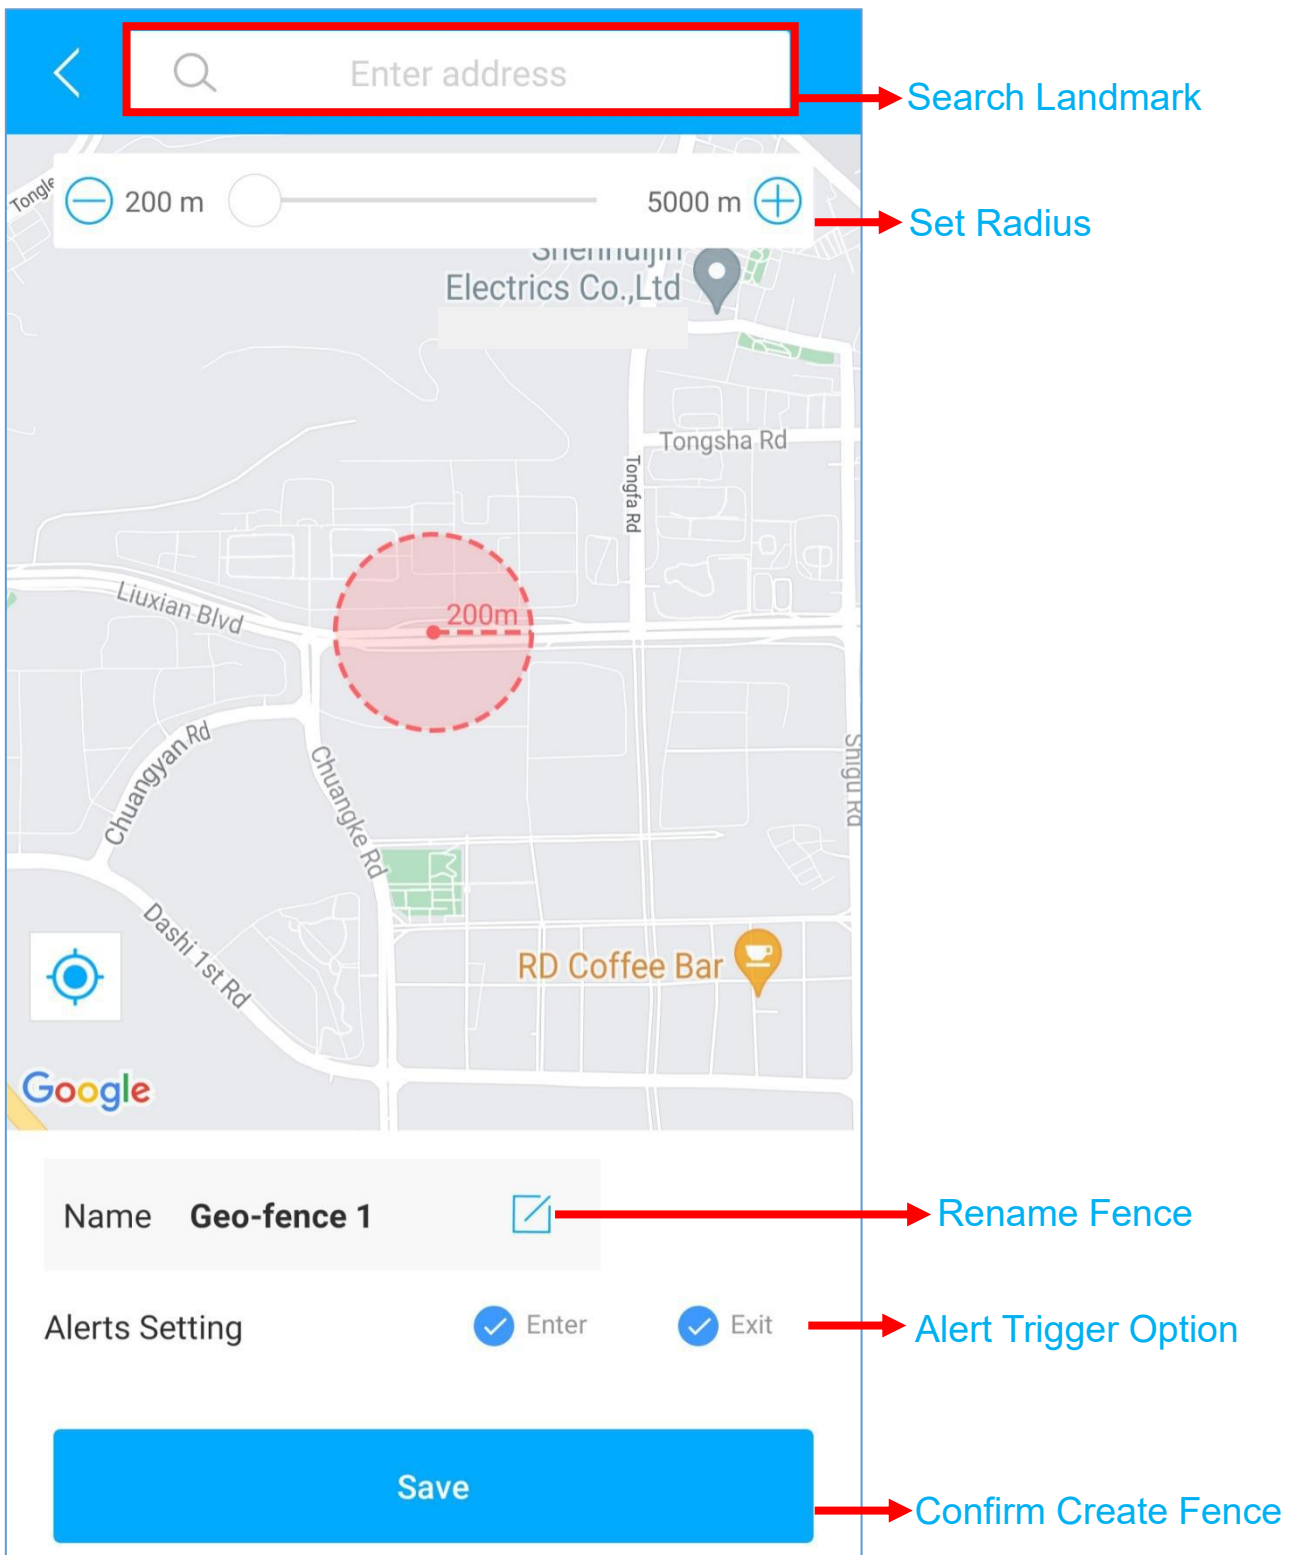 Enter address
Search Landmark
Tongle
200 m
5000 m
Set Radius
Shenhuijin
Electrics Co.,Ltd
Tongsha Rd
Tongfa Rd
Liuxian Blvd
200m
Chuangyan Rd
Chuangke Rd
Shigu Rd
Dashi 1st Rd
RD Coffee Bar
Google
Name Geo-fence 1
Rename Fence
Alerts Setting
Enter
Exit
Alert Trigger Option
Save
Confirm Create Fence